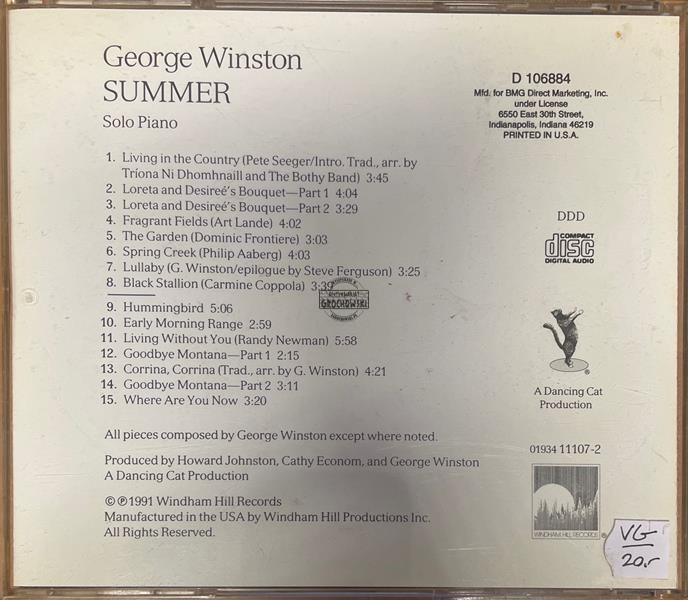 George Winston
SUMMER
Solo Piano
1. Living in the Country (Pete Seeger/Intro. Trad., arr. by
Tríona Ni Dhomhnaill and The Bothy Band) 3:45
2. Loreta and Desireé's Bouquet—Part 1 4:04
3. Loreta and Desireé's Bouquet—Part 2 3:29
4. Fragrant Fields (Art Lande) 4:02
5. The Garden (Dominic Frontiere) 3:03
6. Spring Creek (Philip Aaberg) 4:03
7. Lullaby (G. Winston/epilogue by Steve Ferguson) 3:25
8. Black Stallion (Carmine Coppola) 3:39
9. Hummingbird 5:06
10. Early Morning Range 2:59
11. Living Without You (Randy Newman) 5:58
12. Goodbye Montana—Part 1 2:15
13. Corrina, Corrina (Trad., arr. by G. Winston) 4:21
14. Goodbye Montana—Part 2 3:11
15. Where Are You Now 3:20
All pieces composed by George Winston except where noted.
Produced by Howard Johnston, Cathy Econom, and George Winston
A Dancing Cat Production
© ℗ 1991 Windham Hill Records
Manufactured in the USA by Windham Hill Productions Inc.
All Rights Reserved.
D 106884
Mfd. for BMG Direct Marketing, Inc.
under License
6550 East 30th Street,
Indianapolis, Indiana 46219
PRINTED IN U.S.A.
DDD
COMPACT
disc
DIGITAL AUDIO
GROCHOWSKI
®
A Dancing Cat
Production
01934 11107-2
WINDHAM HILL RECORDS ®
VG
20,-